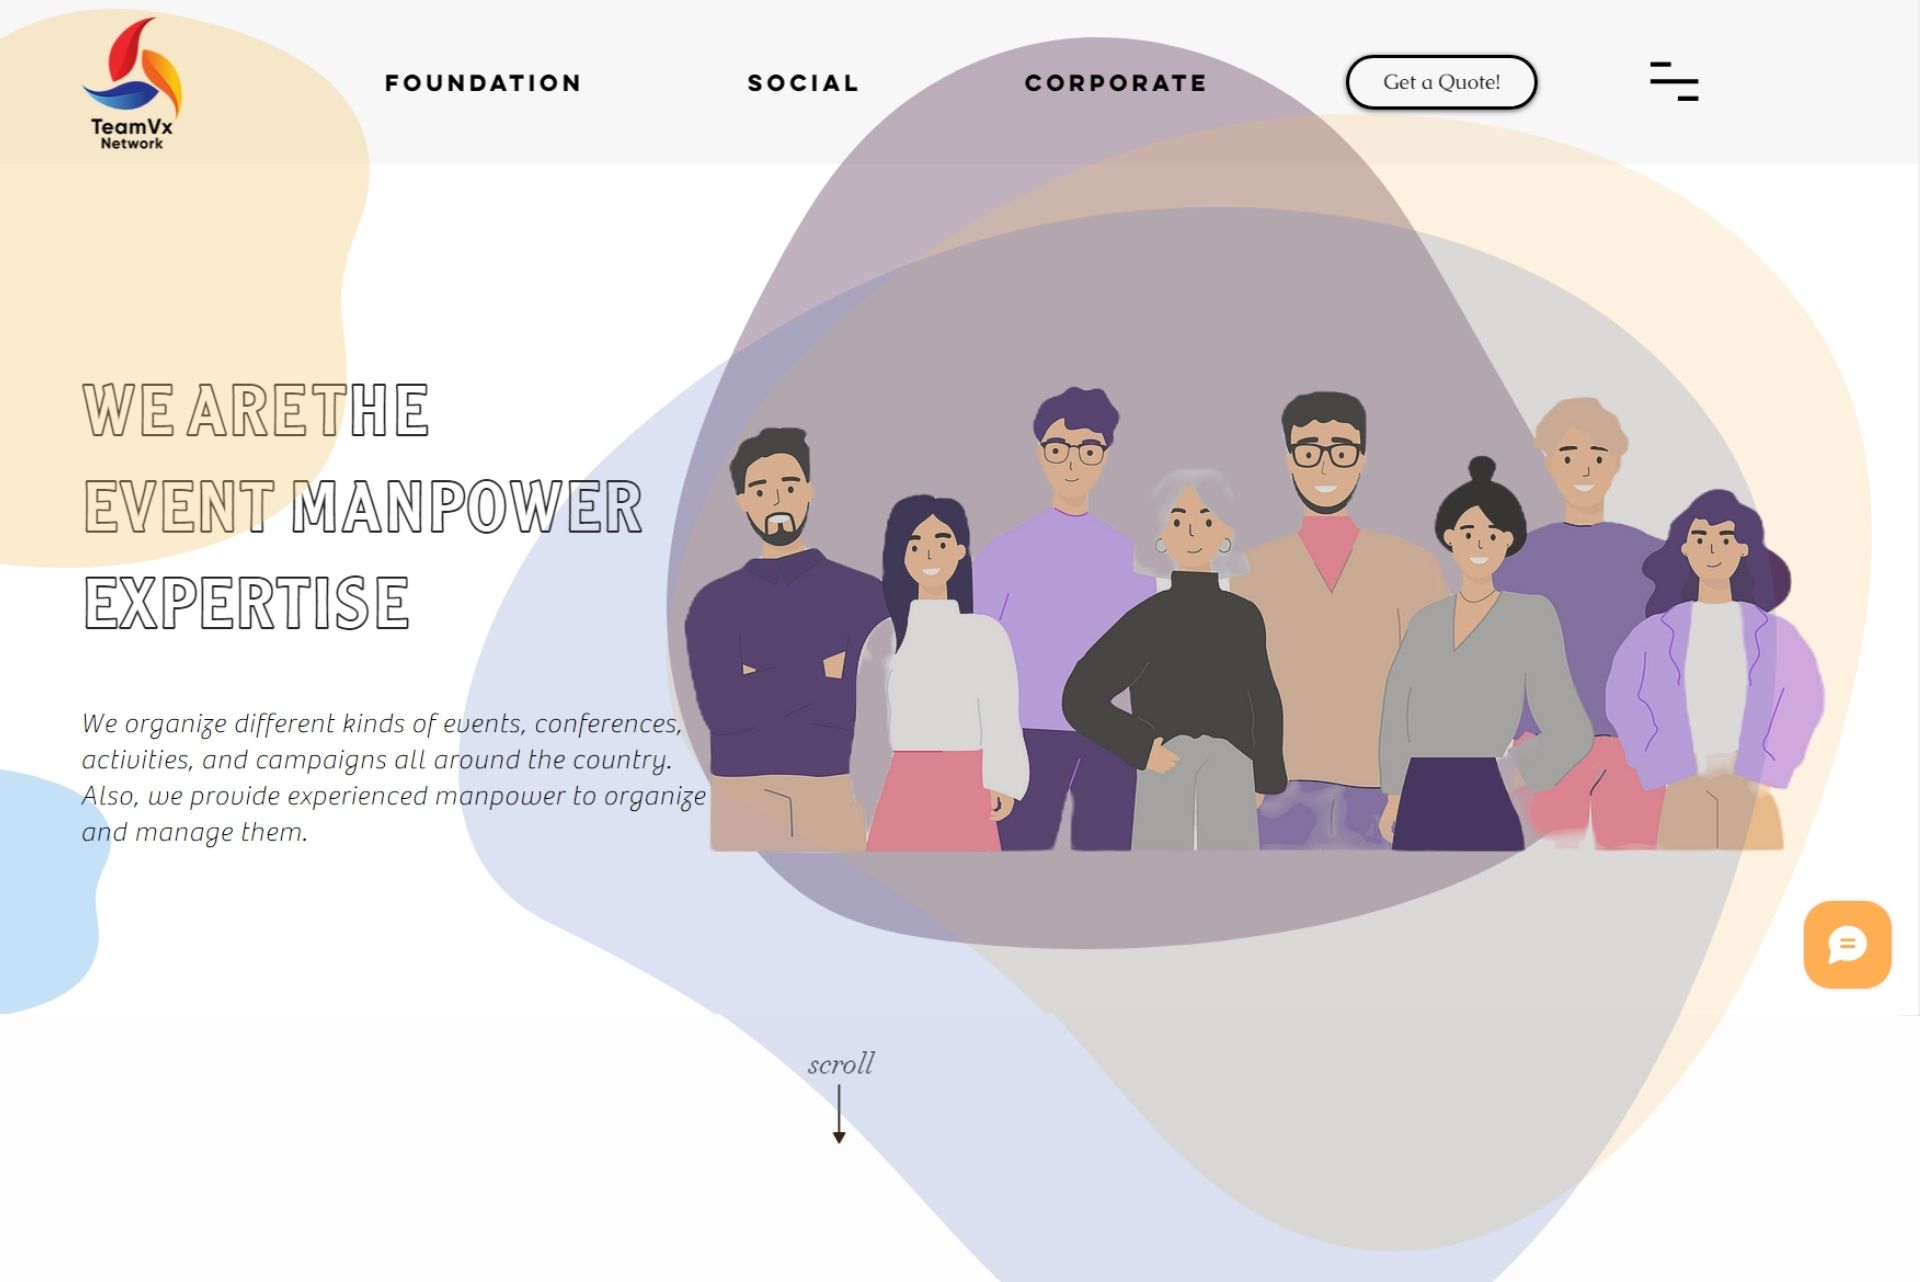 TeamVx
Network
FOUNDATION
SOCIAL
CORPORATE
Get a Quote!
WE ARETHE
EVENT MANPOWER
EXPERTISE
We organize different kinds of events, conferences,
activities, and campaigns all around the country.
Also, we provide experienced manpower to organize
and manage them.
scroll